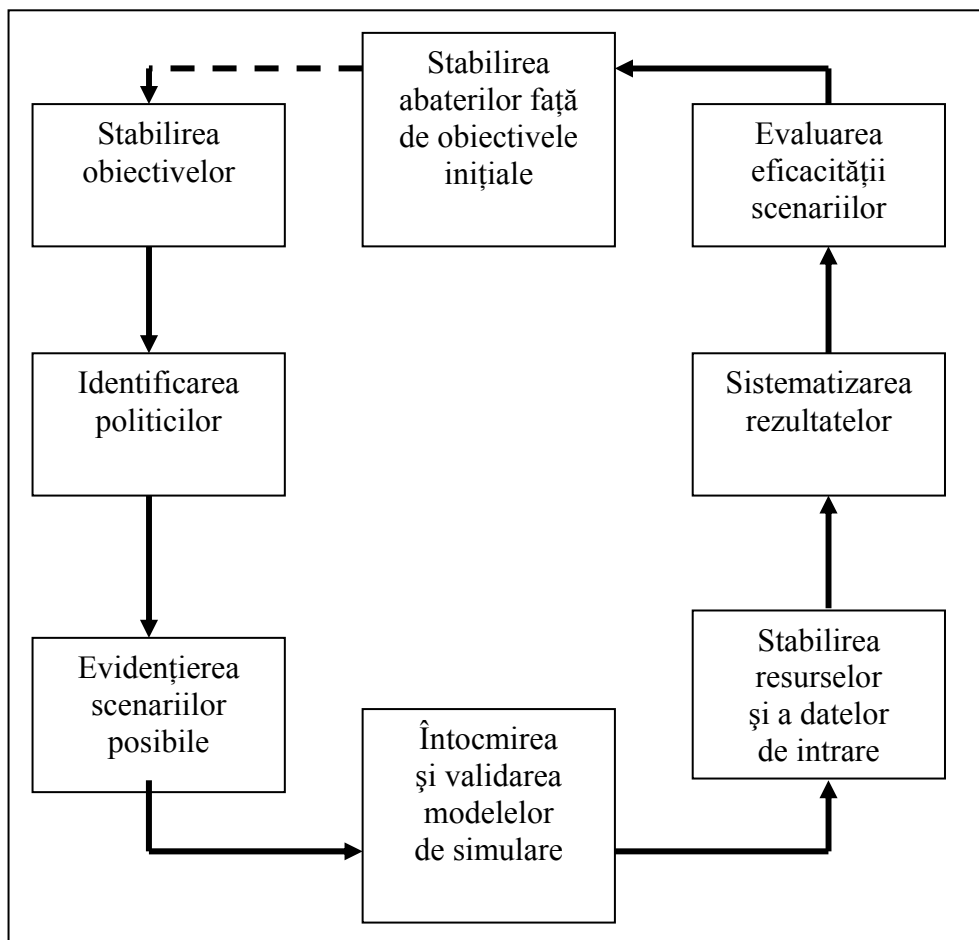 Stabilirea
obiectivelor
Identificarea
politicilor
Evidențierea
scenariilor
posibile
Întocmirea
şi validarea
modelelor
de simulare
Stabilirea
resurselor
şi a datelor
de intrare
Sistematizarea
rezultatelor
Evaluarea
eficacității
scenariilor
Stabilirea
abaterilor față
de obiectivele
inițiale